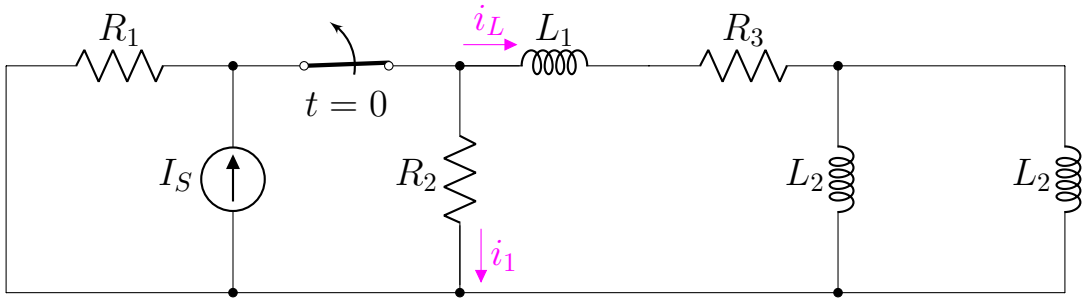 i_L
R_1
L_1
R_3
t = 0
I_S
R_2
L_2
L_2
i_1